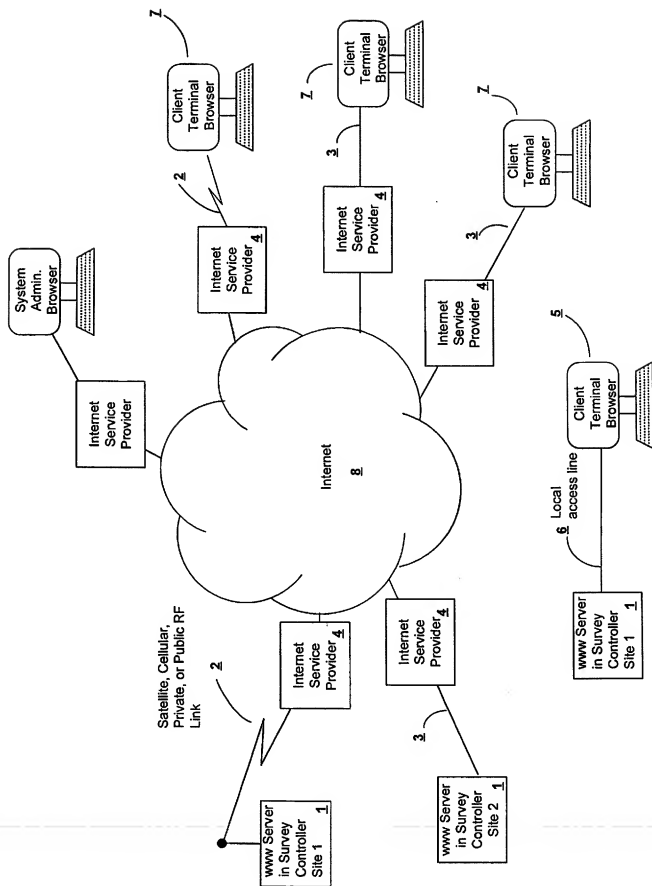 System
Admin.
Browser
7
Client
Terminal
Browser
2
Internet
Service
Provider
Internet
Service
Provider 4
7
Client
Terminal
Browser
3
Internet
Service
Provider 4
7
Client
Terminal
Browser
3
Internet
Service
Provider 4
Internet
8
Satellite, Cellular,
Private, or Public RF
Link
2
Internet
Service
Provider 4
www Server
in Survey
Controller
Site 1 1
Internet
Service
Provider 4
3
www Server
in Survey
Controller
Site 2 1
5
Client
Terminal
Browser
6 Local
access line
www Server
in Survey
Controller
Site 1 1